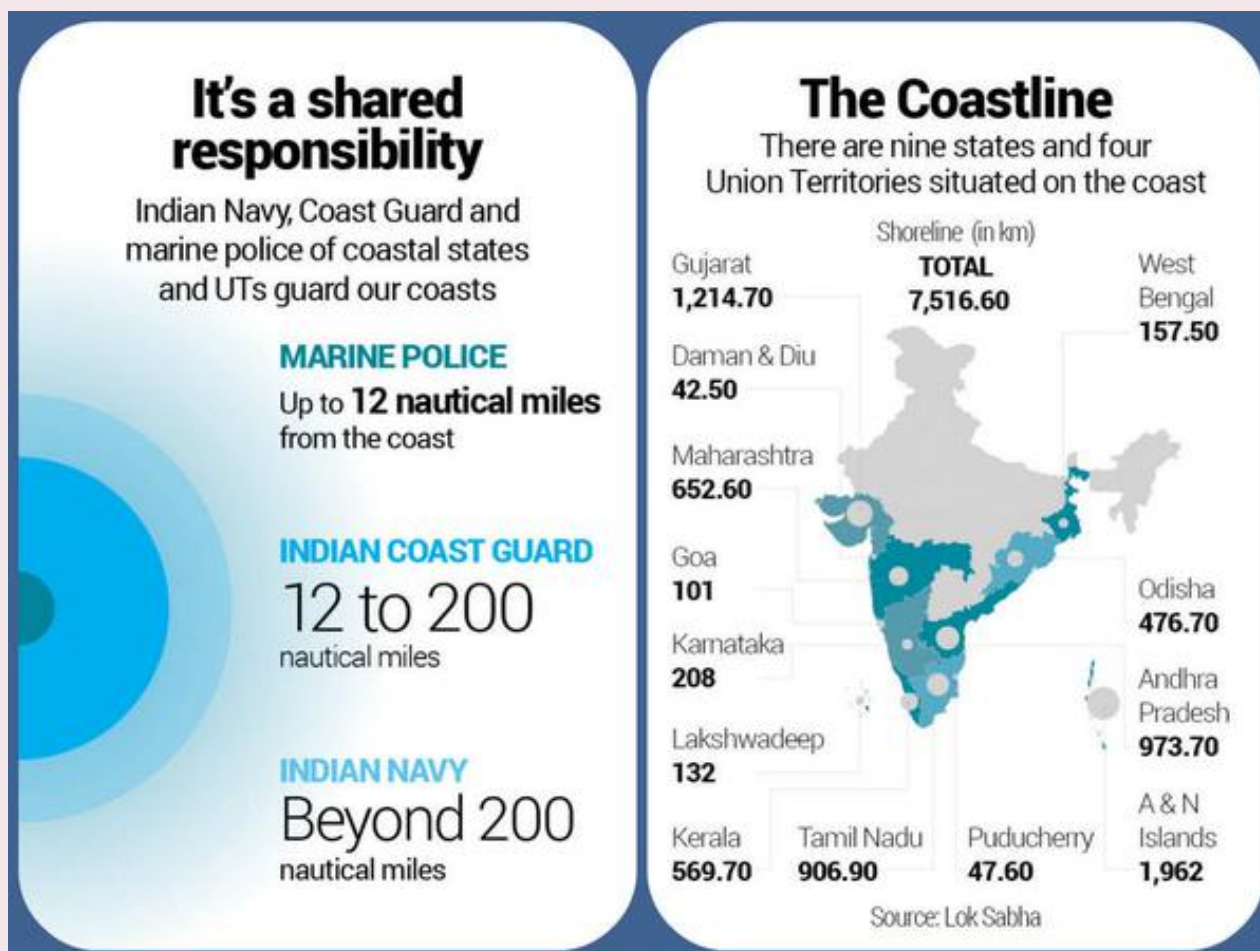 It's a shared
responsibility
Indian Navy, Coast Guard and
marine police of coastal states
and UTs guard our coasts
MARINE POLICE
Up to 12 nautical miles
from the coast
INDIAN COAST GUARD
12 to 200
nautical miles
INDIAN NAVY
Beyond 200
nautical miles
The Coastline
There are nine states and four
Union Territories situated on the coast
Shoreline (in km)
TOTAL
7,516.60
Gujarat
1,214.70
Daman & Diu
42.50
Maharashtra
652.60
Goa
101
Karnataka
208
Lakshwadeep
132
Kerala
569.70
Tamil Nadu
906.90
Puducherry
47.60
West
Bengal
157.50
Odisha
476.70
Andhra
Pradesh
973.70
A & N
Islands
1,962
Source: Lok Sabha